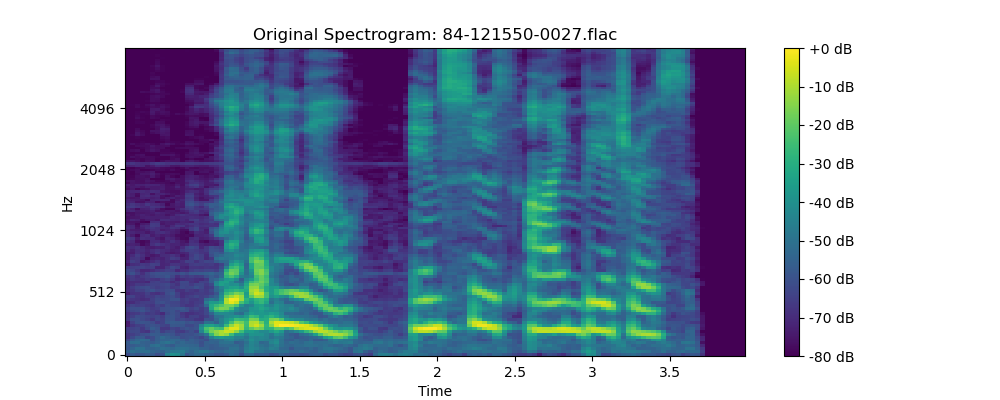 Original Spectrogram: 84-121550-0027.flac
Hz
4096
2048
1024
512
0
0
0.5
1
1.5
2
2.5
3
3.5
Time
+0 dB
-10 dB
-20 dB
-30 dB
-40 dB
-50 dB
-60 dB
-70 dB
-80 dB